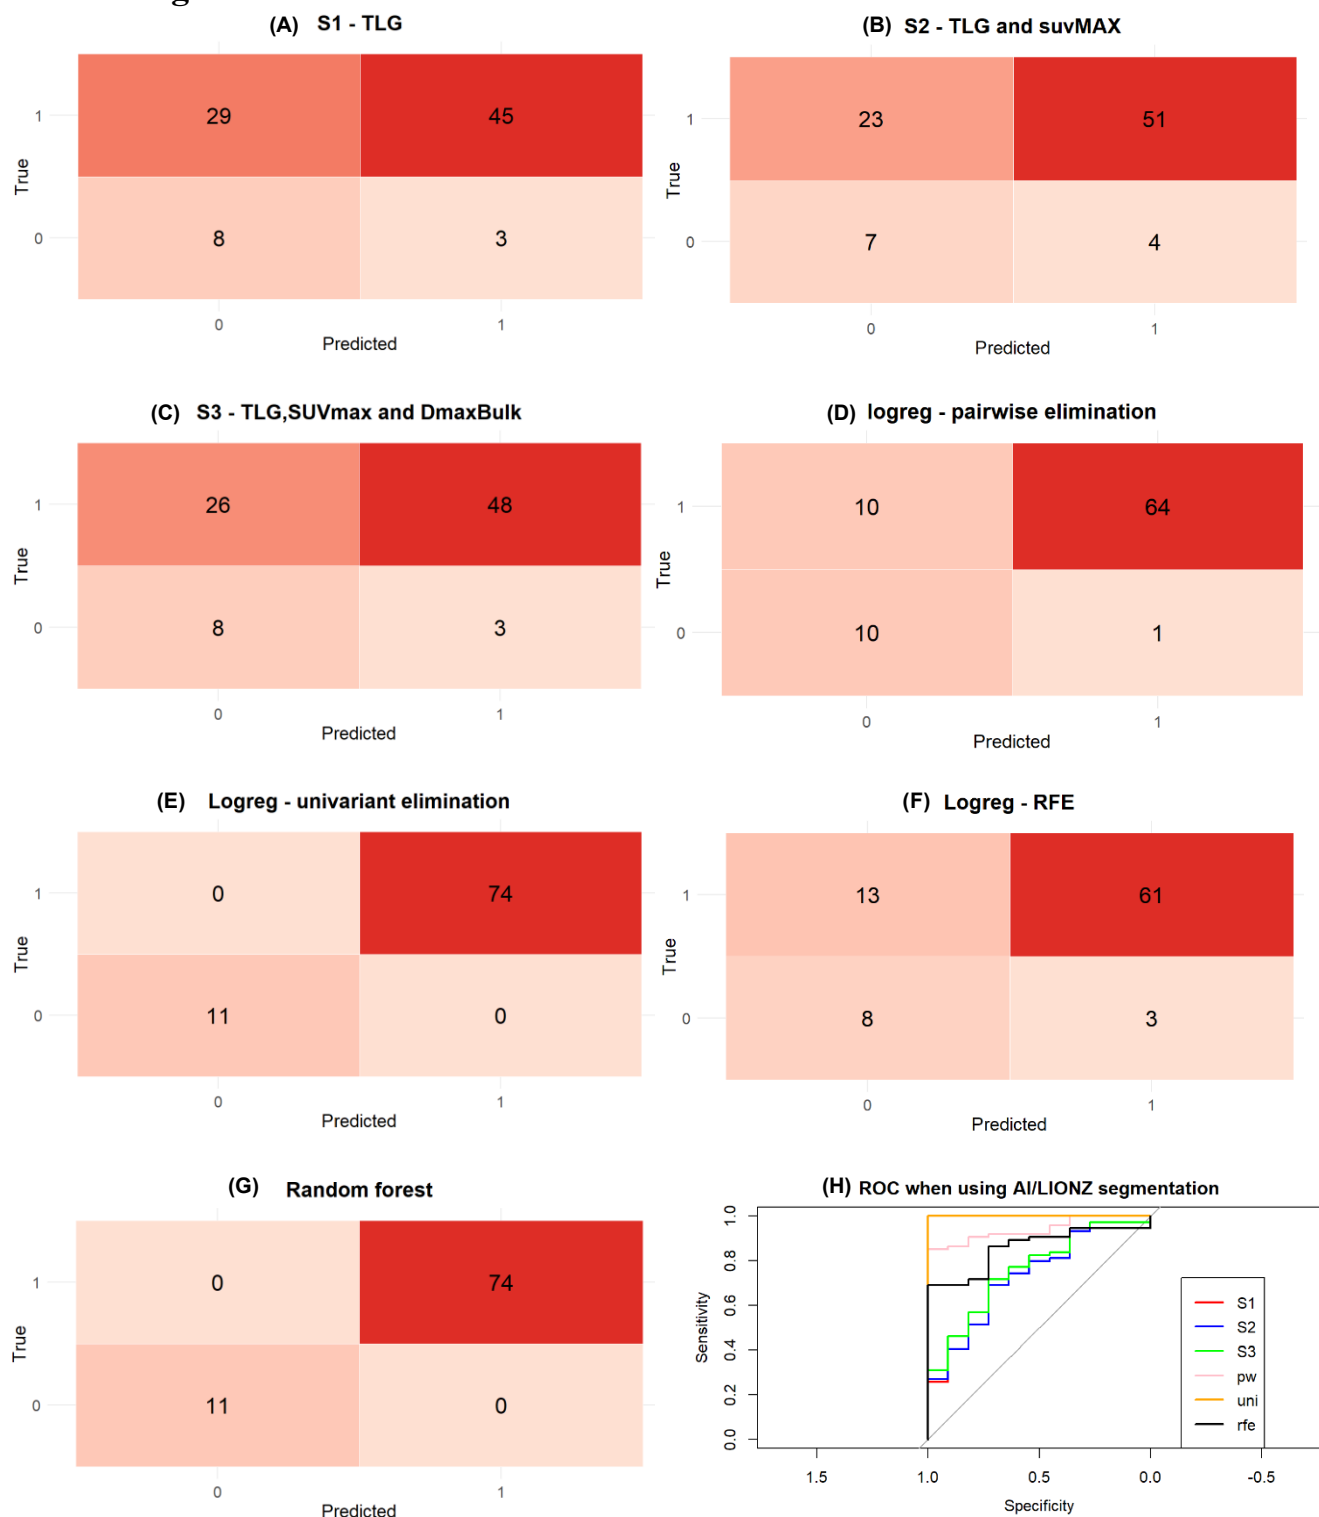 (A) S1 - TLG
1
29
45
True
0
8
3
0
1
Predicted
(B) S2 - TLG and suvMAX
1
23
51
True
0
7
4
0
1
Predicted
(C) S3 - TLG,SUVmax and DmaxBulk
1
26
48
True
0
8
3
0
1
Predicted
(D) logreg - pairwise elimination
1
10
64
True
0
10
1
0
1
Predicted
(E) Logreg - univariant elimination
1
0
74
True
0
11
0
0
1
Predicted
(F) Logreg - RFE
1
13
61
True
0
8
3
0
1
Predicted
(G) Random forest
1
0
74
True
0
11
0
0
1
Predicted
(H) ROC when using AI/LIONZ segmentation
1.0
0.8
0.6
0.4
0.2
0.0
Sensitivity
S1
S2
S3
pw
uni
rfe
1.5 1.0 0.5 0.0 -0.5
Specificity